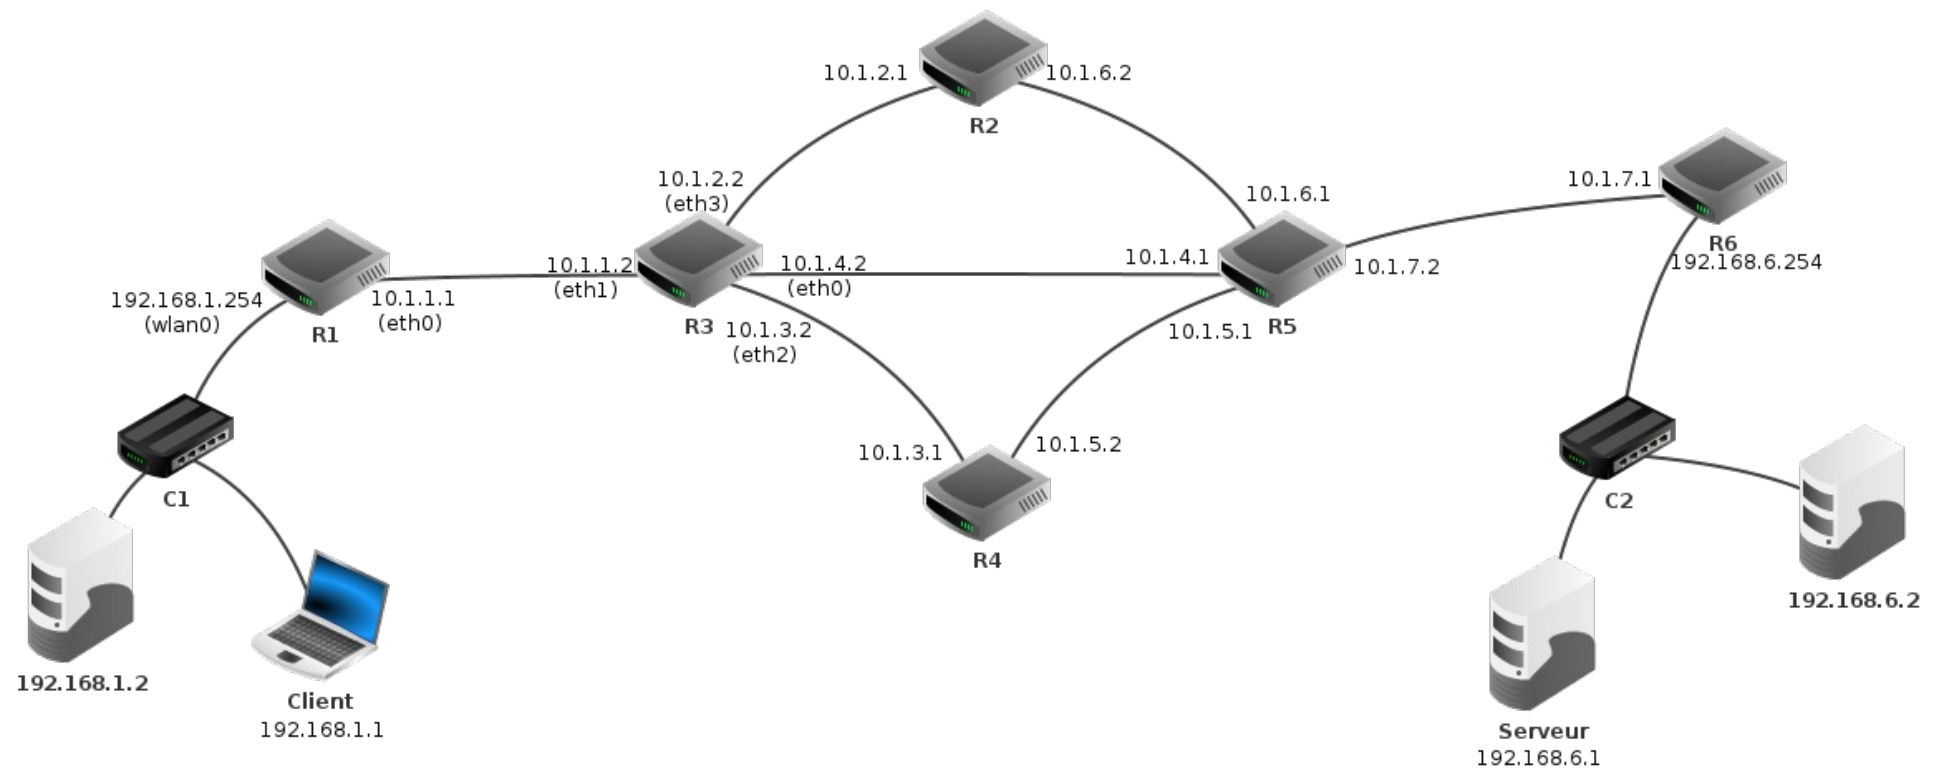 10.1.2.1
10.1.6.2
R2
10.1.2.2
(eth3)
10.1.6.1
10.1.7.1
R6
192.168.6.254
10.1.1.2
(eth1)
10.1.4.2
(eth0)
10.1.4.1
10.1.7.2
192.168.1.254
(wlan0)
10.1.1.1
(eth0)
R1
R3
10.1.3.2
(eth2)
10.1.5.1
R5
10.1.3.1
10.1.5.2
R4
C1
C2
192.168.1.2
Client
192.168.1.1
192.168.6.2
Serveur
192.168.6.1